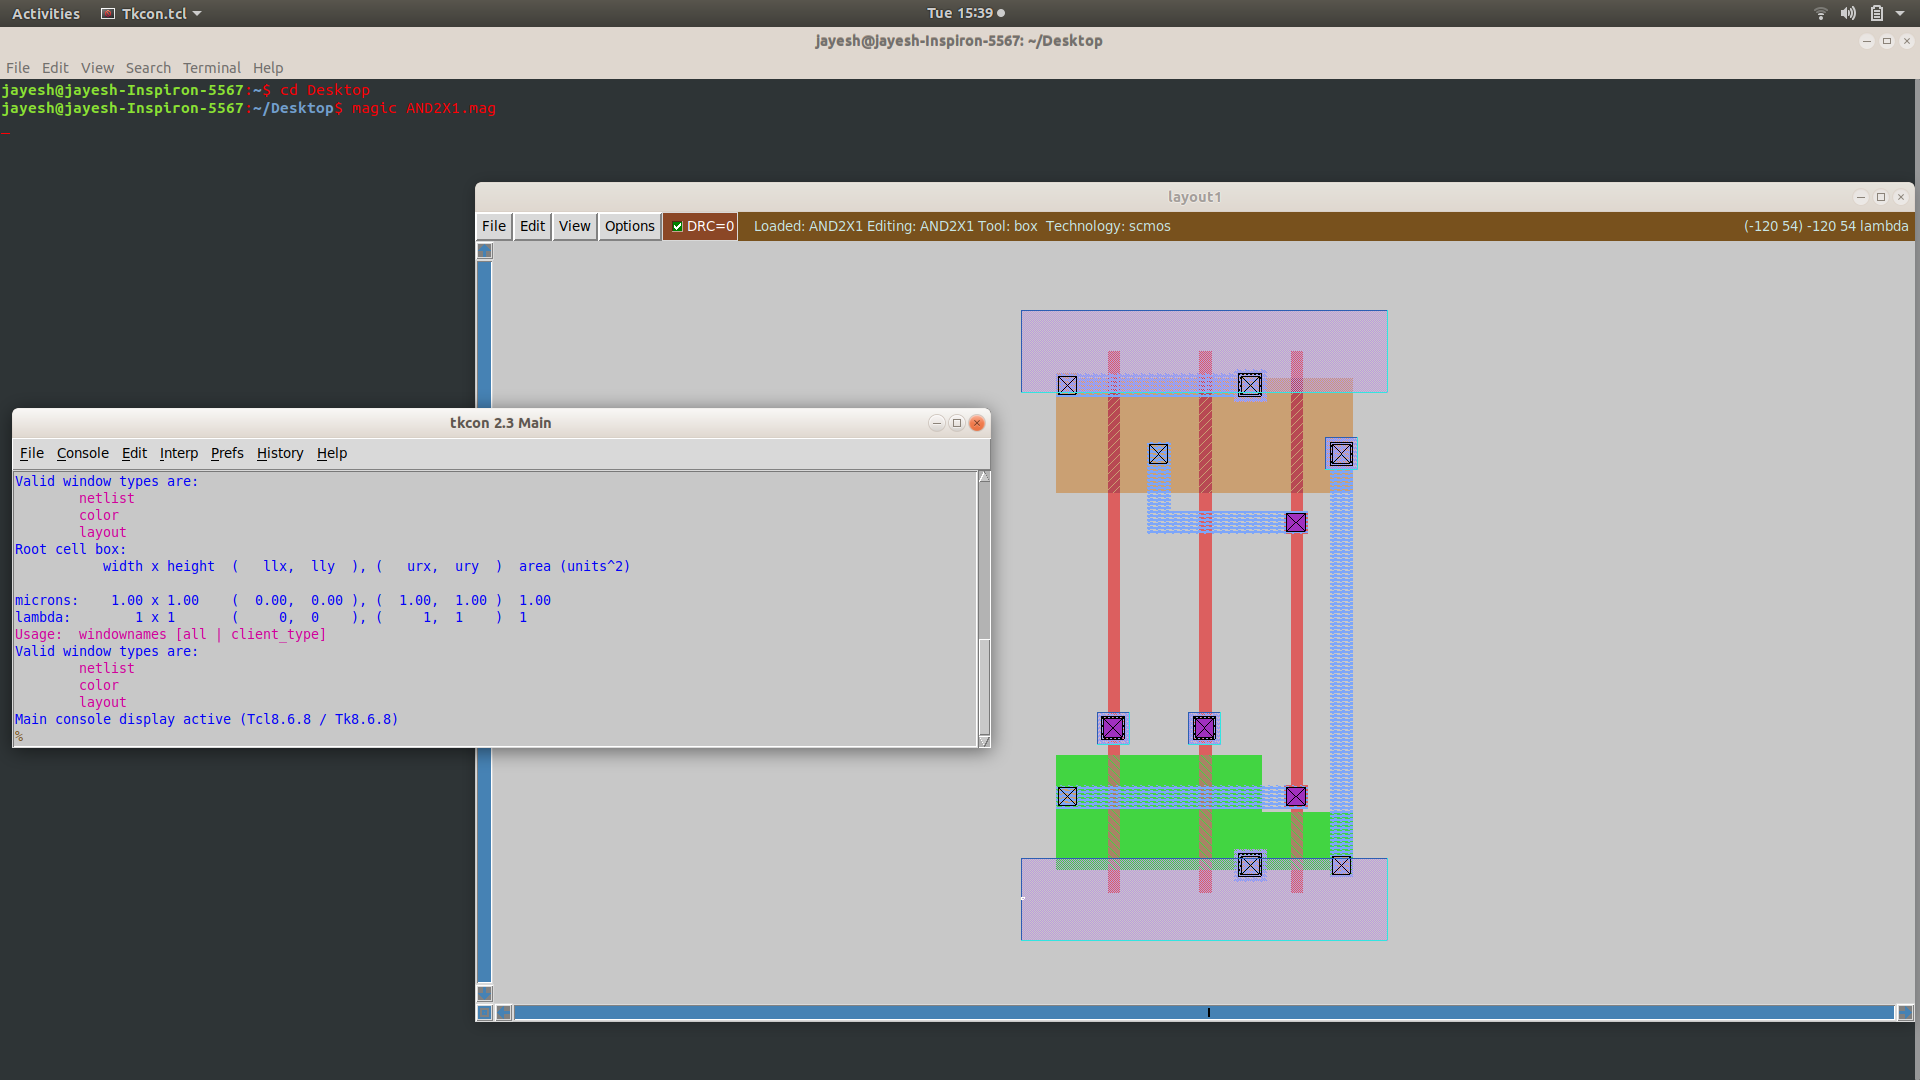 Activities Tkcon.tcl Tue 15:39
jayesh@jayesh-Inspiron-5567: ~/Desktop
File Edit View Search Terminal Help
jayesh@jayesh-Inspiron-5567:~$ cd Desktop
jayesh@jayesh-Inspiron-5567:~/Desktop$ magic AND2X1.mag
layout1
File Edit View Options DRC=0 Loaded: AND2X1 Editing: AND2X1 Tool: box Technology: scmos (-120 54) -120 54 lambda
tkcon 2.3 Main
File Console Edit Interp Prefs History Help
Valid window types are:
netlist
color
layout
Root cell box:
width x height ( llx, lly ), ( urx, ury ) area (units^2)
microns: 1.00 x 1.00 ( 0.00, 0.00 ), ( 1.00, 1.00 ) 1.00
lambda: 1 x 1 ( 0, 0 ), ( 1, 1 ) 1
Usage: windownames [all | client_type]
Valid window types are:
netlist
color
layout
Main console display active (Tcl8.6.8 / Tk8.6.8)
%